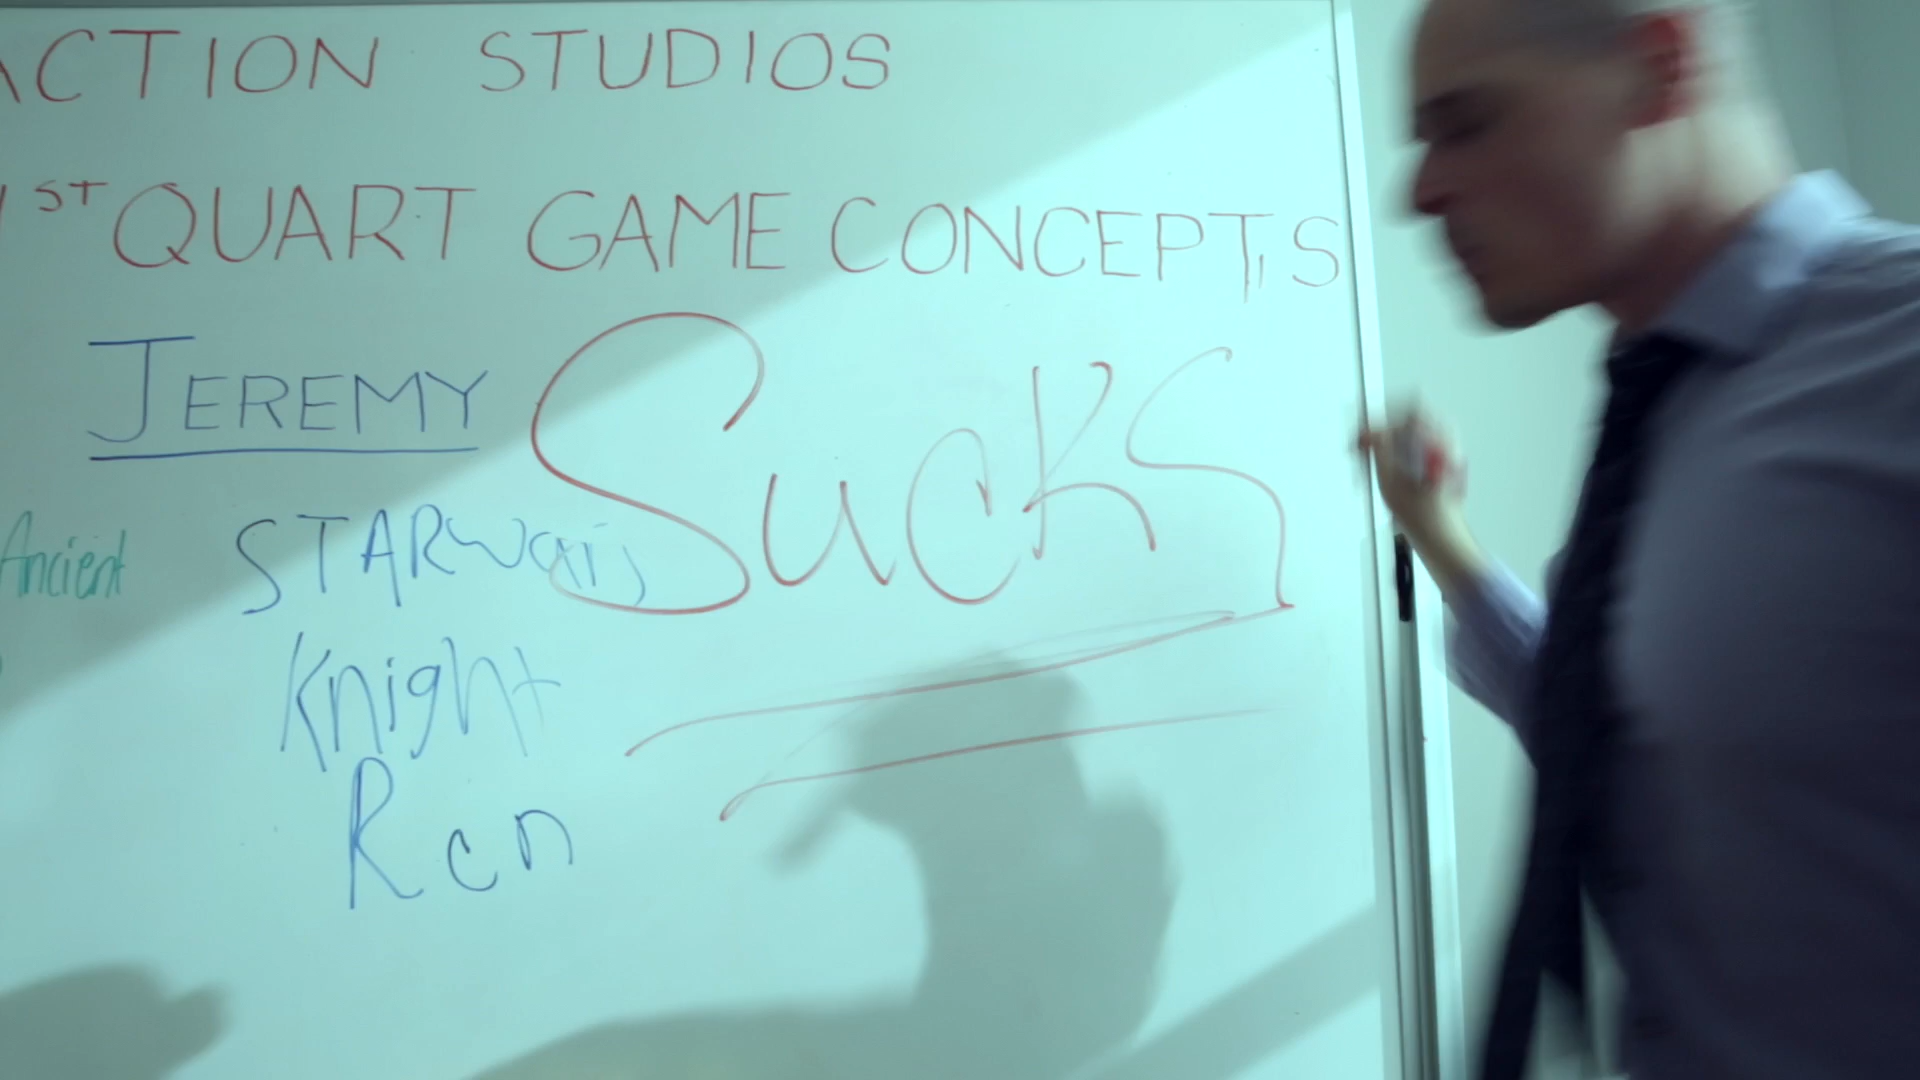 ACTION STUDIOS
1ST QUART GAME CONCEPTS
JEREMY SUCKS
Ancient STARWars
Knight
Ren